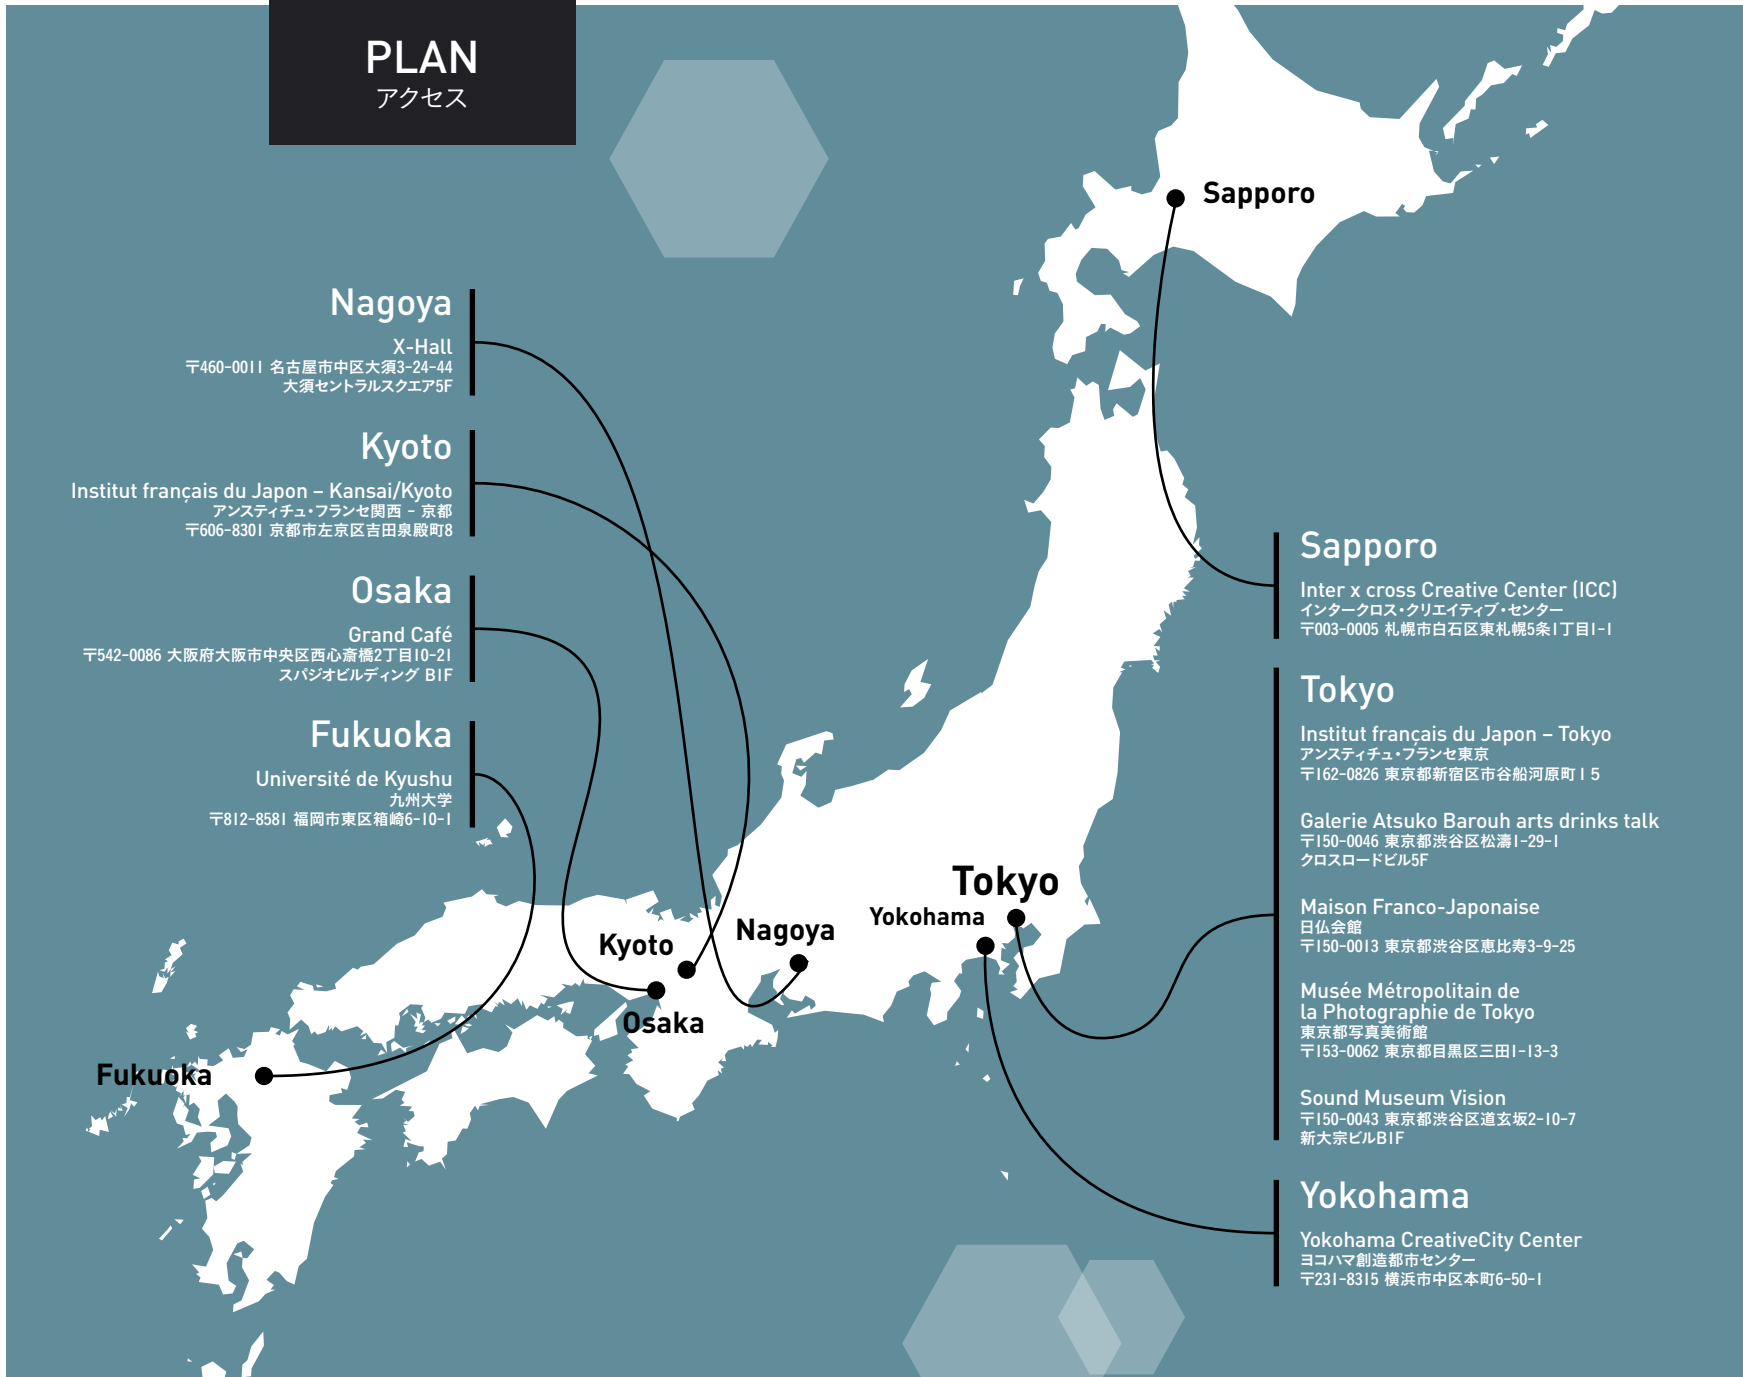 PLAN
アクセス
Nagoya
X-Hall
〒460-0011 名古屋市中区大須3-24-44
大須セントラルスクエア5F
Kyoto
Institut français du Japon – Kansai/Kyoto
アンスティチュ・フランセ関西 - 京都
〒606-8301 京都市左京区吉田泉殿町8
Osaka
Grand Café
〒542-0086 大阪府大阪市中央区西心斎橋2丁目10-21
スパジオビルディング B1F
Fukuoka
Université de Kyushu
九州大学
〒812-8581 福岡市東区箱崎6-10-1
Sapporo
Tokyo
Yokohama
Nagoya
Kyoto
Osaka
Fukuoka
Sapporo
Inter x cross Creative Center (ICC)
インタークロス・クリエイティブ・センター
〒003-0005 札幌市白石区東札幌5条1丁目1-1
Tokyo
Institut français du Japon – Tokyo
アンスティチュ・フランセ東京
〒162-0826 東京都新宿区市谷船河原町15
Galerie Atsuko Barouh arts drinks talk
〒150-0046 東京都渋谷区松濤1-29-1
クロスロードビル5F
Maison Franco-Japonaise
日仏会館
〒150-0013 東京都渋谷区恵比寿3-9-25
Musée Métropolitain de
la Photographie de Tokyo
東京都写真美術館
〒153-0062 東京都目黒区三田1-13-3
Sound Museum Vision
〒150-0043 東京都渋谷区道玄坂2-10-7
新大宗ビルB1F
Yokohama
Yokohama CreativeCity Center
ヨコハマ創造都市センター
〒231-8315 横浜市中区本町6-50-1